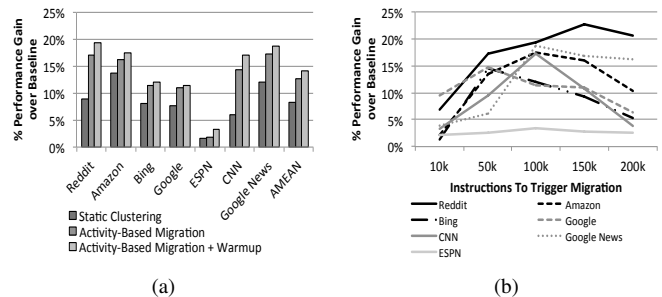 % Performance Gain
over Baseline
25%
20%
15%
10%
5%
0%
Reddit
Amazon
Bing
Google
ESPN
CNN
Google News
AMEAN
Static Clustering
Activity-Based Migration
Activity-Based Migration + Warmup
(a)
% Performance Gain
over Baseline
25%
20%
15%
10%
5%
0%
10k 50k 100k 150k 200k
Instructions To Trigger Migration
Reddit Amazon
Bing Google
CNN Google News
ESPN
(b)